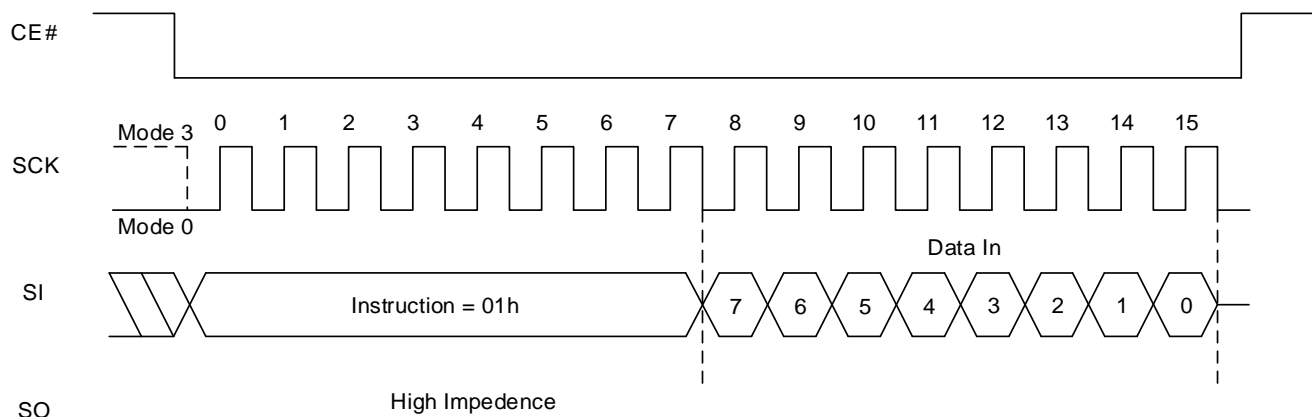 CE#
Mode 3 0 1 2 3 4 5 6 7 8 9 10 11 12 13 14 15
SCK
Mode 0
Data In
SI Instruction = 01h 7 6 5 4 3 2 1 0
High Impedence
SO